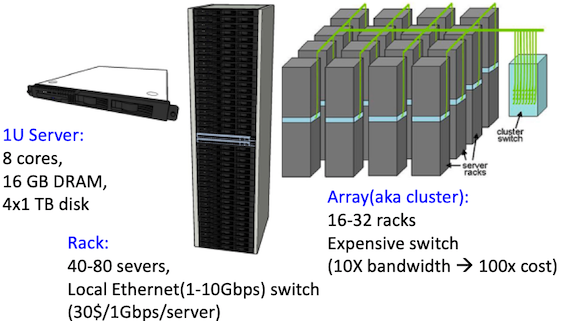 1U Server:
8 cores,
16 GB DRAM,
4x1 TB disk
Rack:
40-80 severs,
Local Ethernet(1-10Gbps) switch
(30$/1Gbps/server)
cluster
switch
server
racks
Array(aka cluster):
16-32 racks
Expensive switch
(10X bandwidth → 100x cost)